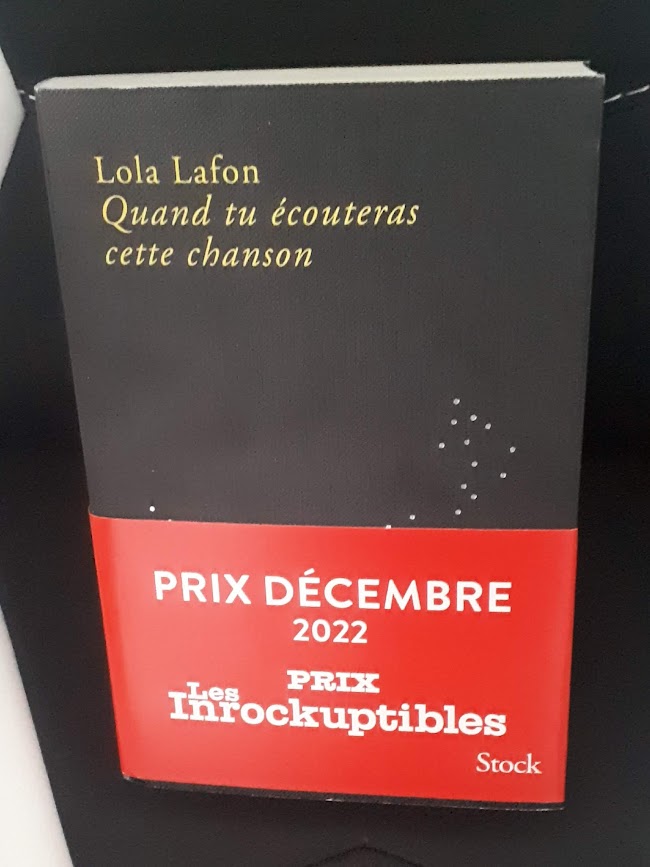 Lola Lafon
Quand tu écouteras
cette chanson
PRIX DÉCEMBRE
2022
PRIX
Les
Inrockuptibles
Stock